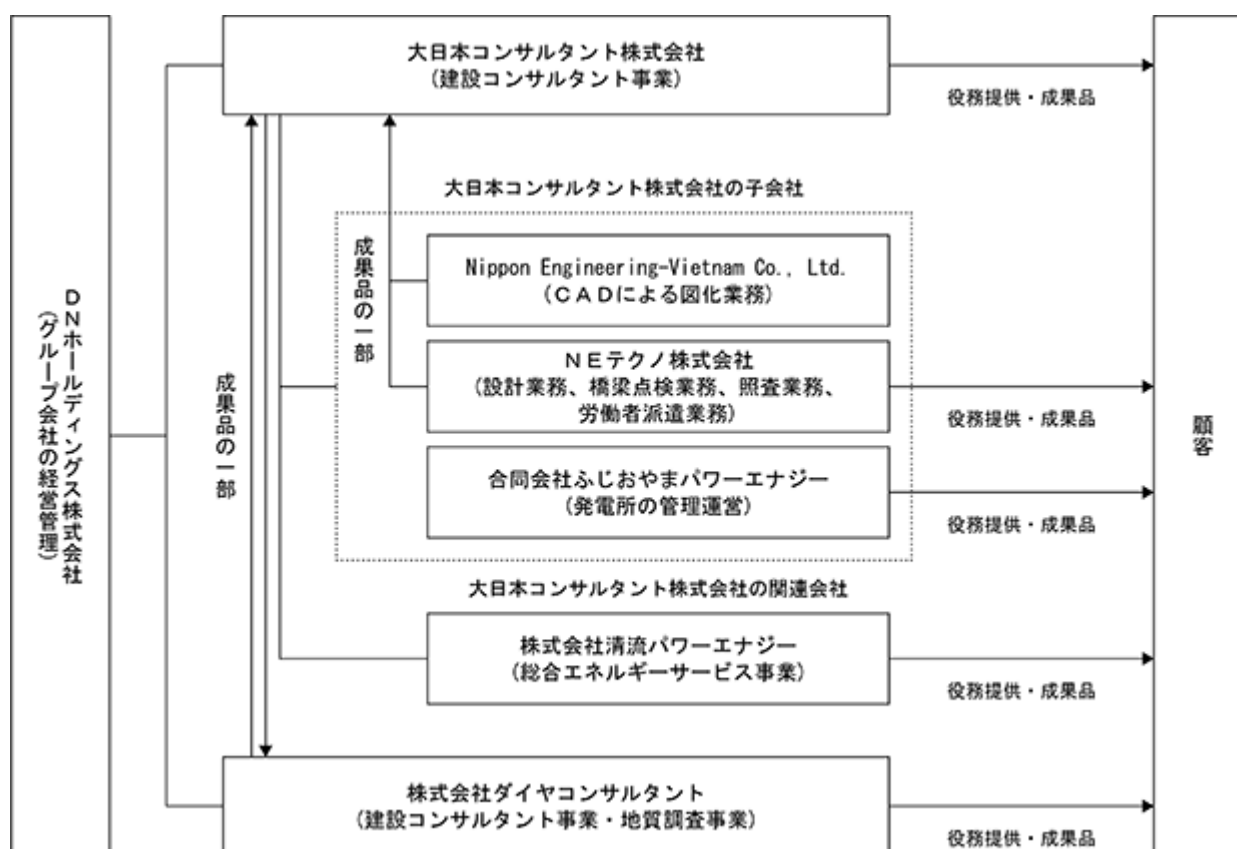 DNホールディングス株式会社
(グループ会社の経営管理)
大日本コンサルタント株式会社
(建設コンサルタント事業)
役務提供・成果品
大日本コンサルタント株式会社の子会社
成果品の一部
Nippon Engineering-Vietnam Co., Ltd.
(CADによる図化業務)
NEテクノ株式会社
(設計業務、橋梁点検業務、照査業務、
労働者派遣業務)
役務提供・成果品
合同会社ふじおやまパワーエナジー
(発電所の管理運営)
役務提供・成果品
成果品の一部
大日本コンサルタント株式会社の関連会社
株式会社清流パワーエナジー
(総合エネルギーサービス事業)
役務提供・成果品
株式会社ダイヤコンサルタント
(建設コンサルタント事業・地質調査事業)
役務提供・成果品
顧客